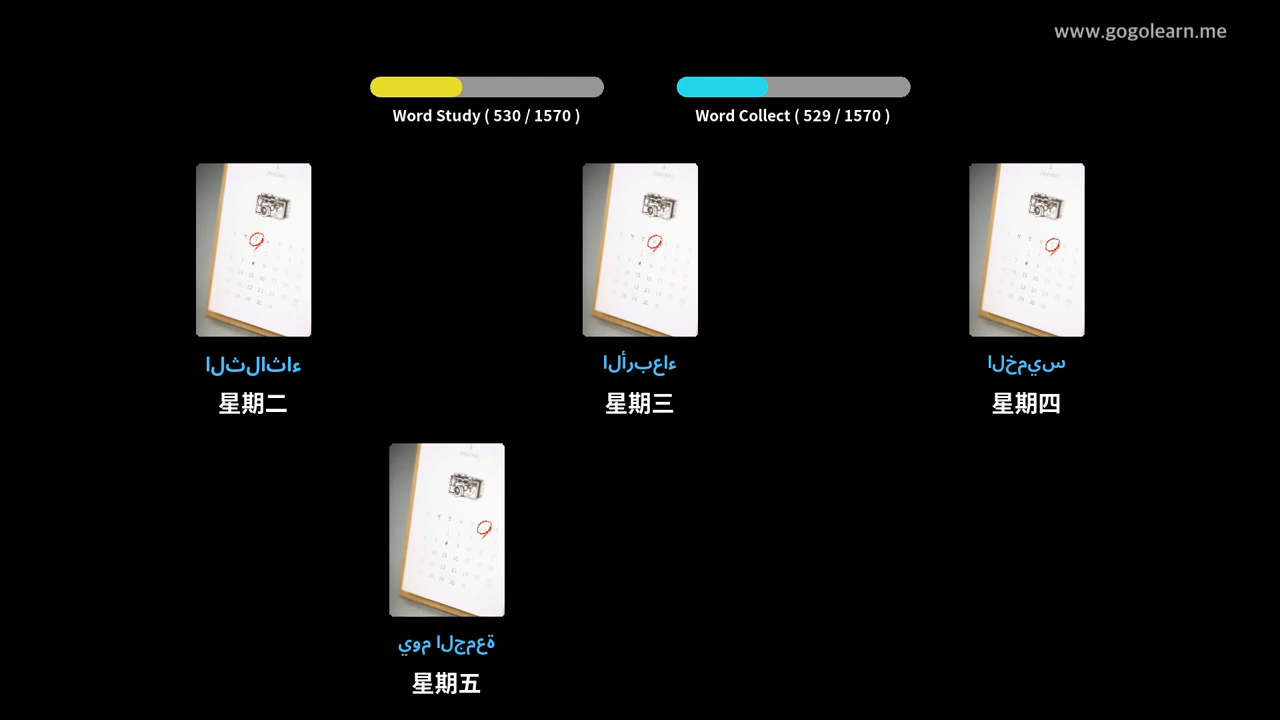 www.gogolearn.me
Word Study ( 530 / 1570 )
Word Collect ( 529 / 1570 )
الثلاثاء
星期二
الأربعاء
星期三
الخميس
星期四
يوم الجمعة
星期五